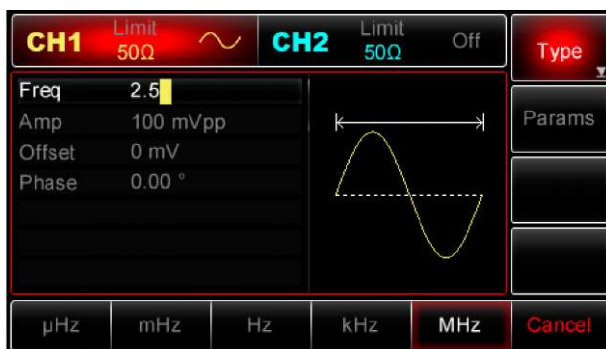 CH1 Limit 50Ω CH2 Limit 50Ω Off Type
Freq 2.5
Amp 100 mVpp
Offset 0 mV
Phase 0.00 °
Params
µHz mHz Hz kHz MHz Cancel